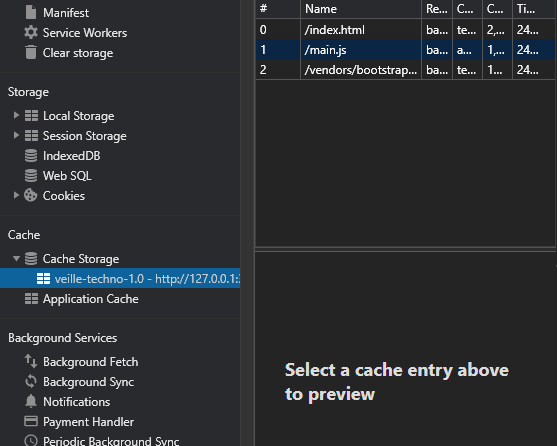 Manifest
Service Workers
Clear storage
Storage
Local Storage
Session Storage
IndexedDB
Web SQL
Cookies
Cache
Cache Storage
veille-techno-1.0 - http://127.0.0.1:
Application Cache
Background Services
Background Fetch
Background Sync
Notifications
Payment Handler
Periodic Background Sync
# Name Re... C... C... Ti...
0 /index.html ba... te... 2,... 24...
1 /main.js ba... a... 1,... 24...
2 /vendors/bootstrap... ba... te... 1... 24...
Select a cache entry above
to preview